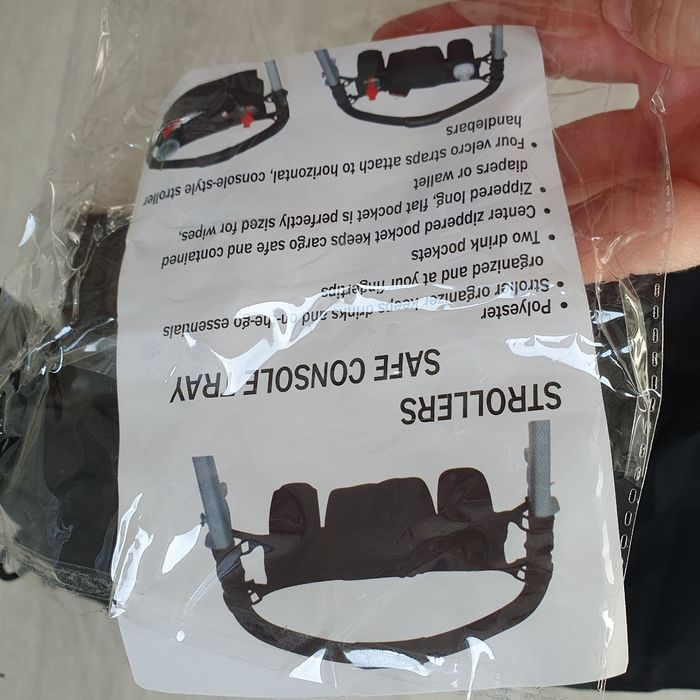 STROLLERS
SAFE CONSOLE TRAY
Polyester
• Stroller organizer keeps drinks and on-the-go essentials
organized and at your fingertips
• Two drink pockets
• Center zippered pocket keeps cargo safe and contained
• Zippered long, flat pocket is perfectly sized for wipes,
diapers or wallet
• Four velcro straps attach to horizontal, console-style stroller
handlebars